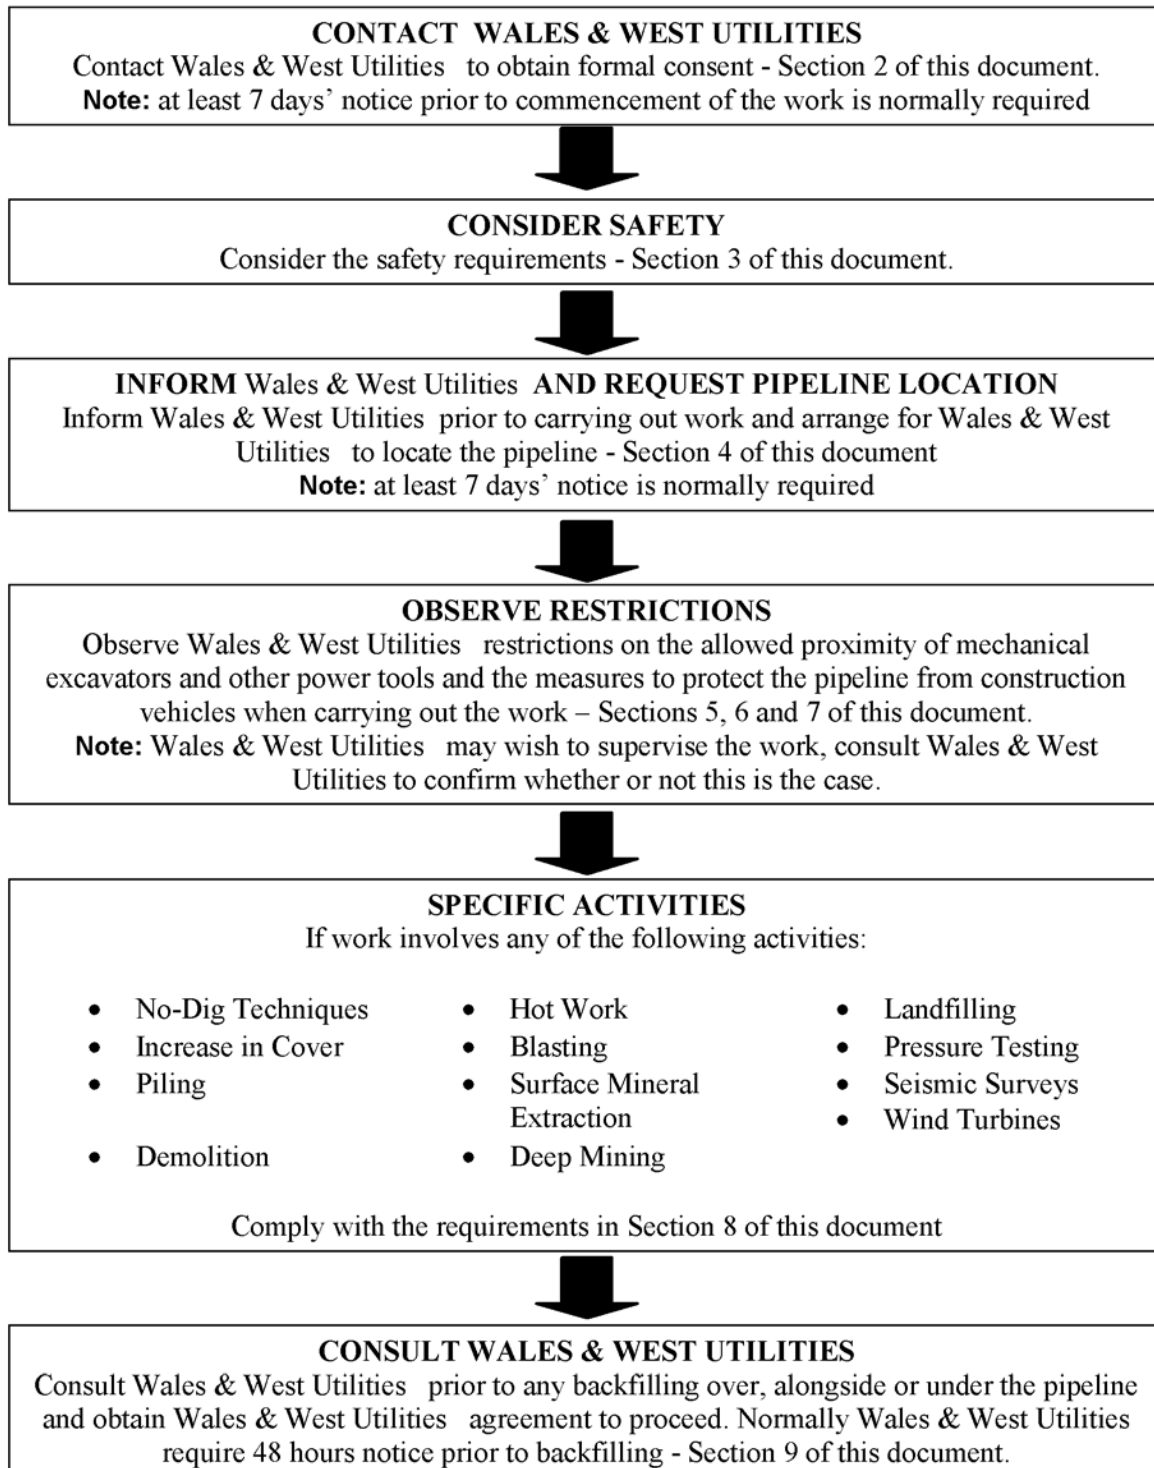 CONTACT WALES & WEST UTILITIES
Contact Wales & West Utilities to obtain formal consent - Section 2 of this document.
Note: at least 7 days’ notice prior to commencement of the work is normally required
CONSIDER SAFETY
Consider the safety requirements - Section 3 of this document.
INFORM Wales & West Utilities AND REQUEST PIPELINE LOCATION
Inform Wales & West Utilities prior to carrying out work and arrange for Wales & West
Utilities to locate the pipeline - Section 4 of this document
Note: at least 7 days’ notice is normally required
OBSERVE RESTRICTIONS
Observe Wales & West Utilities restrictions on the allowed proximity of mechanical
excavators and other power tools and the measures to protect the pipeline from construction
vehicles when carrying out the work – Sections 5, 6 and 7 of this document.
Note: Wales & West Utilities may wish to supervise the work, consult Wales & West
Utilities to confirm whether or not this is the case.
SPECIFIC ACTIVITIES
If work involves any of the following activities:
• No-Dig Techniques
• Increase in Cover
• Piling
• Demolition
• Hot Work
• Blasting
• Surface Mineral
Extraction
• Deep Mining
• Landfilling
• Pressure Testing
• Seismic Surveys
• Wind Turbines
Comply with the requirements in Section 8 of this document
CONSULT WALES & WEST UTILITIES
Consult Wales & West Utilities prior to any backfilling over, alongside or under the pipeline
and obtain Wales & West Utilities agreement to proceed. Normally Wales & West Utilities
require 48 hours notice prior to backfilling - Section 9 of this document.